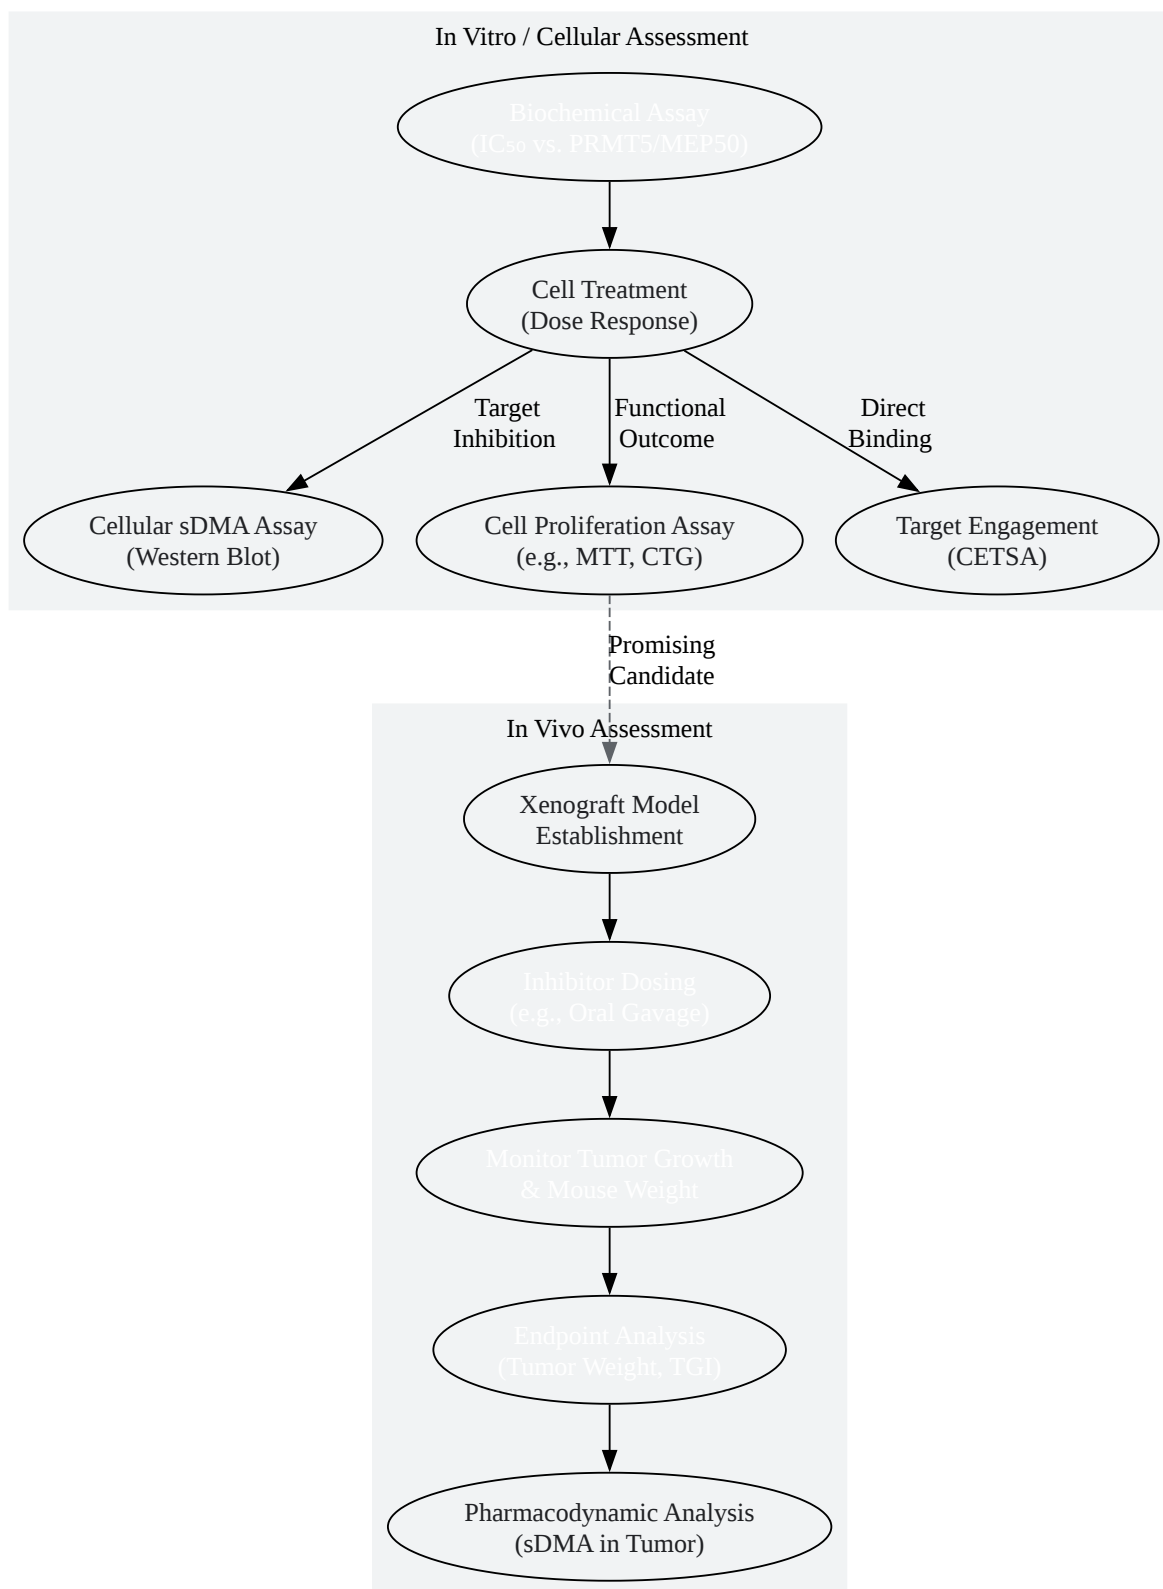 In Vitro / Cellular Assessment
Biochemical Assay
(IC₅₀ vs. PRMT5/MEP50)
Cell Treatment
(Dose Response)
Target
Inhibition
Functional
Outcome
Direct
Binding
Cellular sDMA Assay
(Western Blot)
Cell Proliferation Assay
(e.g., MTT, CTG)
Target Engagement
(CETSA)
Promising
Candidate
In Vivo Assessment
Xenograft Model
Establishment
Inhibitor Dosing
(e.g., Oral Gavage)
Monitor Tumor Growth
& Mouse Weight
Endpoint Analysis
(Tumor Weight, TGI)
Pharmacodynamic Analysis
(sDMA in Tumor)